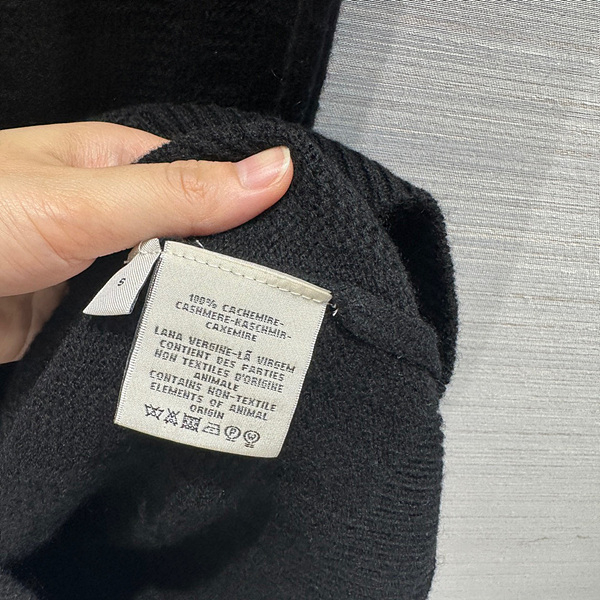 S
100% CACHEMIRE-
CASHMERE-KASCHMIR-
CAXEMIRE
LANA VERGINE-LÃ VIRGEM
CONTIENT DES PARTIES
NON TEXTILES D'ORIGINE
ANIMALE
CONTAINS NON-TEXTILE
ELEMENTS OF ANIMAL
ORIGIN
P W